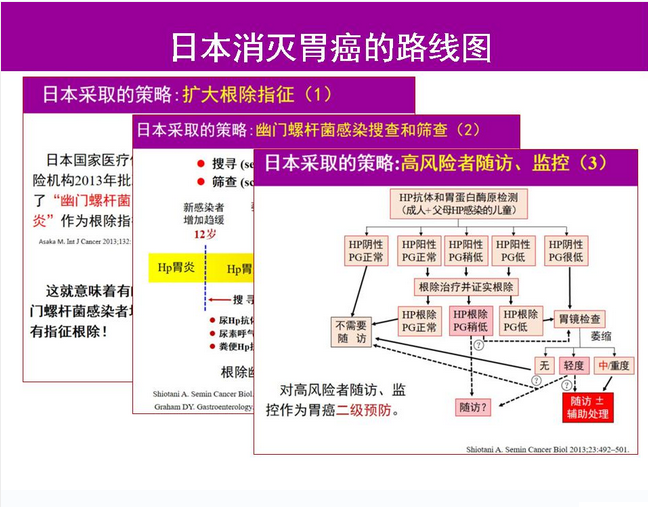 日本消灭胃癌的路线图
日本采取的策略:扩大根除指征（1）
日本国家医疗
险机构2013年批
了“幽门螺杆菌
炎”作为根除指
Asaka M. Int J Cancer 2013;132:
这就意味着有
门螺杆菌感染者
有指征根除！
日本采取的策略:幽门螺杆菌感染搜查和筛查（2）
搜寻 (se
筛查 (sc
新感染者
增加趋缓
12岁
Hp胃炎
Hp胃
搜 寻
尿Hp抗体
尿素呼气
粪便Hp
根除幽
Shiotani A. Semin Cancer Biol.
Graham DY. Gastroenterology.
日本采取的策略:高风险者随访、监控（3）
HP抗体和胃蛋白酶原检测
（成人+父母HP感染的儿童）
HP阴性 HP阳性 HP阳性 HP阳性 HP阴性
PG正常 PG正常 PG稍低 PG低 PG很低
根除治疗并证实根除
HP根除 HP根除 HP根除
PG正常 PG稍低 PG低
不需要
随 访
胃镜检查
?
萎缩
无 轻度 中/重度
? ?
随访?
随访 ±
辅助处理
对高风险者随访、监
控作为胃癌二级预防。
Shiotani A. Semin Cancer Biol 2013;23:492–501.